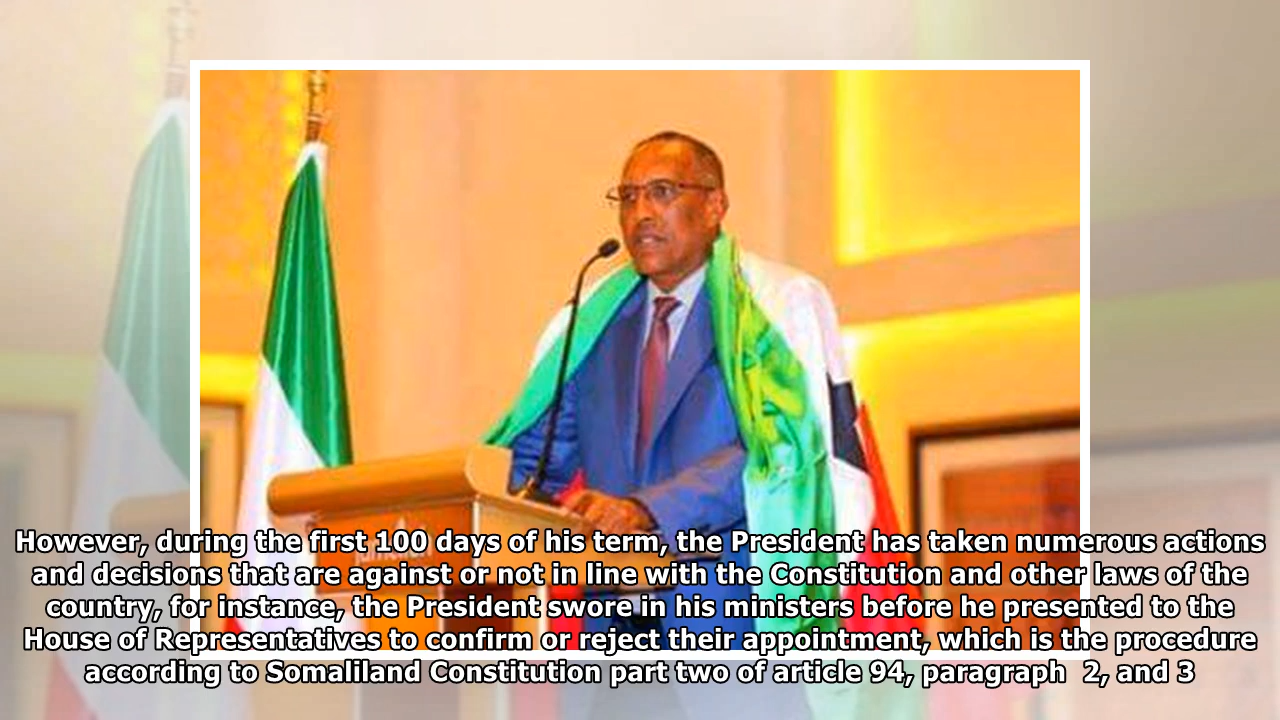 However, during the first 100 days of his term, the President has taken numerous actions
and decisions that are against or not in line with the Constitution and other laws of the
country, for instance, the President swore in his ministers before he presented to the
House of Representatives to confirm or reject their appointment, which is the procedure
according to Somaliland Constitution part two of article 94, paragraph  2, and 3